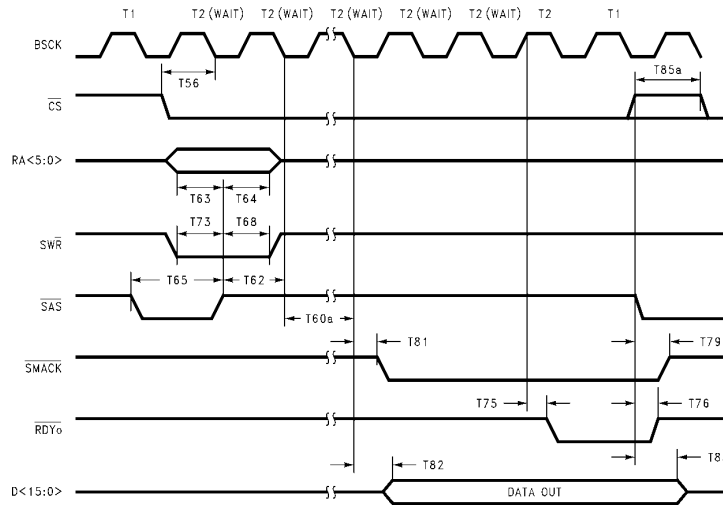 T1 T2 (WAIT) T2 (WAIT) T2 (WAIT) T2 (WAIT) T2 (WAIT) T2 T1
BSCK
T56
T85a
CS
RA<5:0>
T63 T64
T73 T68
SWR
T65 T62
SAS
T60a
T81 T79
SMACK
T75 T76
RDYo
T82 T8
D<15:0> DATA OUT